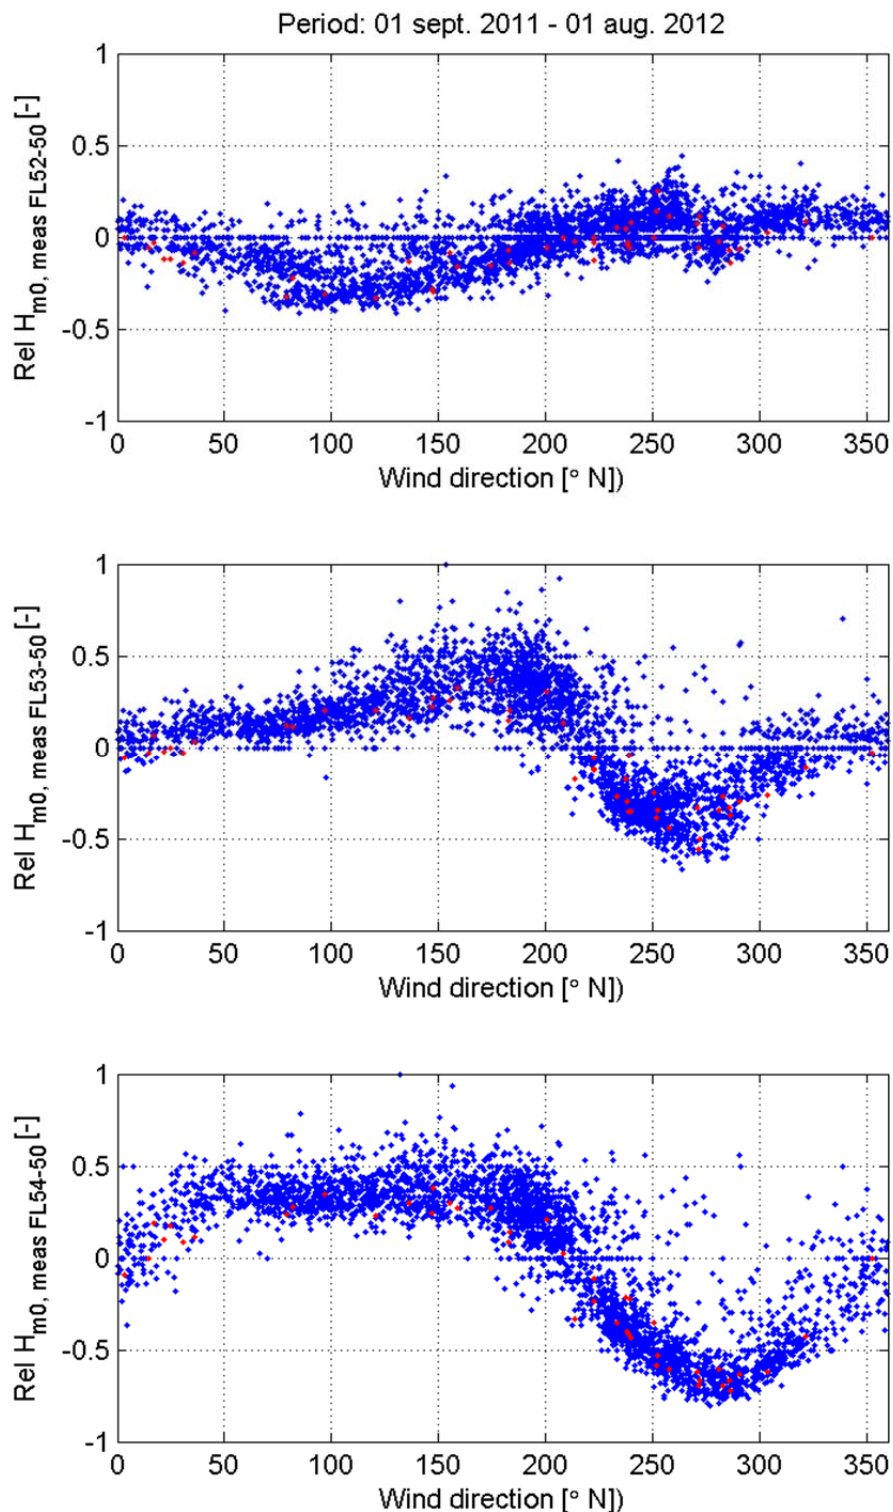 Period: 01 sept. 2011 - 01 aug. 2012
Rel H_m0, meas FL52-50 [-]
1
0.5
0
-0.5
-1
0 50 100 150 200 250 300 350
Wind direction [° N])
Rel H_m0, meas FL53-50 [-]
1
0.5
0
-0.5
-1
0 50 100 150 200 250 300 350
Wind direction [° N])
Rel H_m0, meas FL54-50 [-]
1
0.5
0
-0.5
-1
0 50 100 150 200 250 300 350
Wind direction [° N])